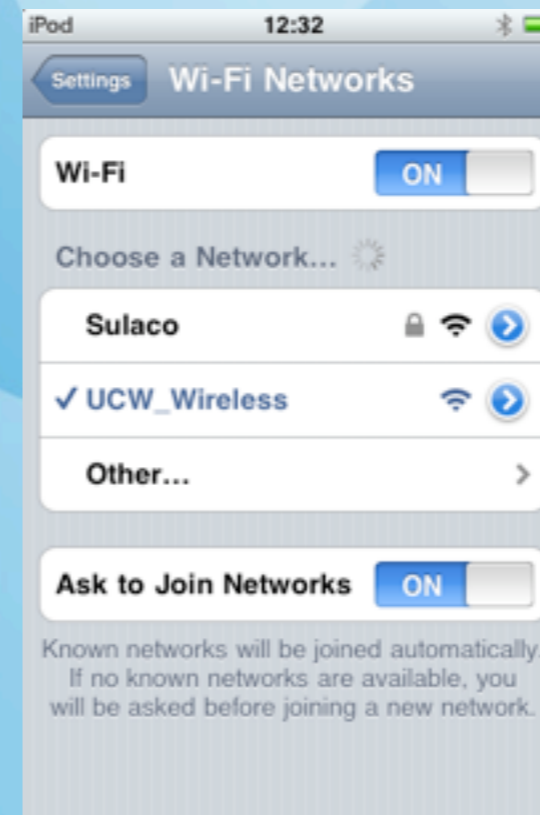 iPod 12:32
Settings Wi-Fi Networks
Wi-Fi ON
Choose a Network...
Sulaco
✓ UCW_Wireless
Other...
Ask to Join Networks ON
Known networks will be joined automatically.
If no known networks are available, you
will be asked before joining a new network.